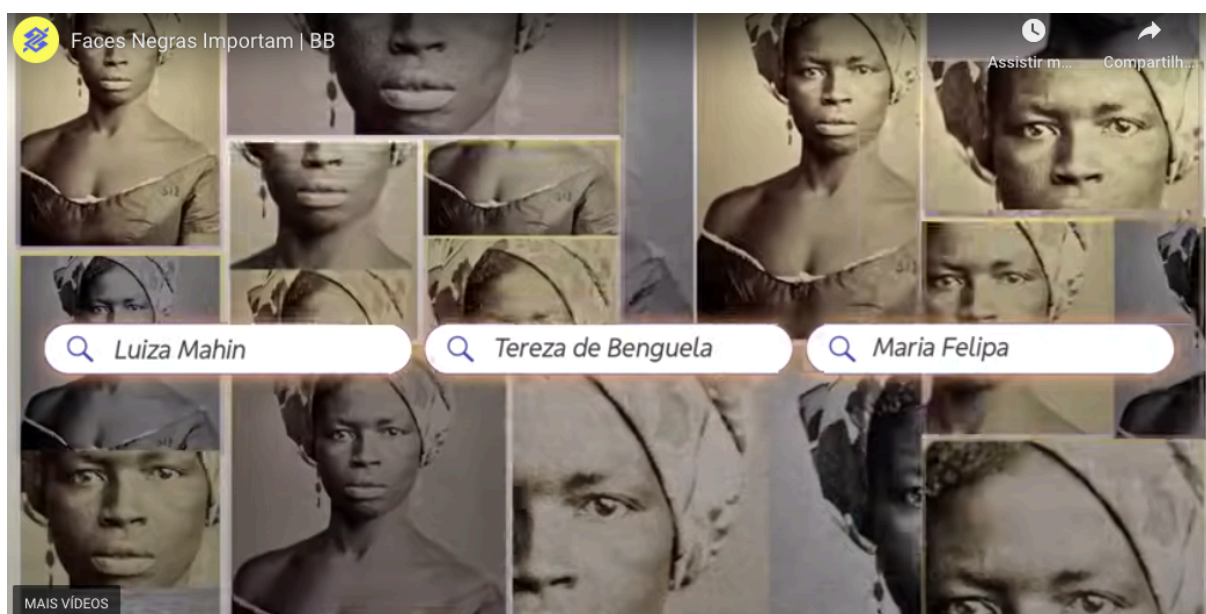 Faces Negras Importam | BB
Assistir m...
Compartilh...
Luiza Mahin
Tereza de Benguela
Maria Felipa
MAIS VÍDEOS